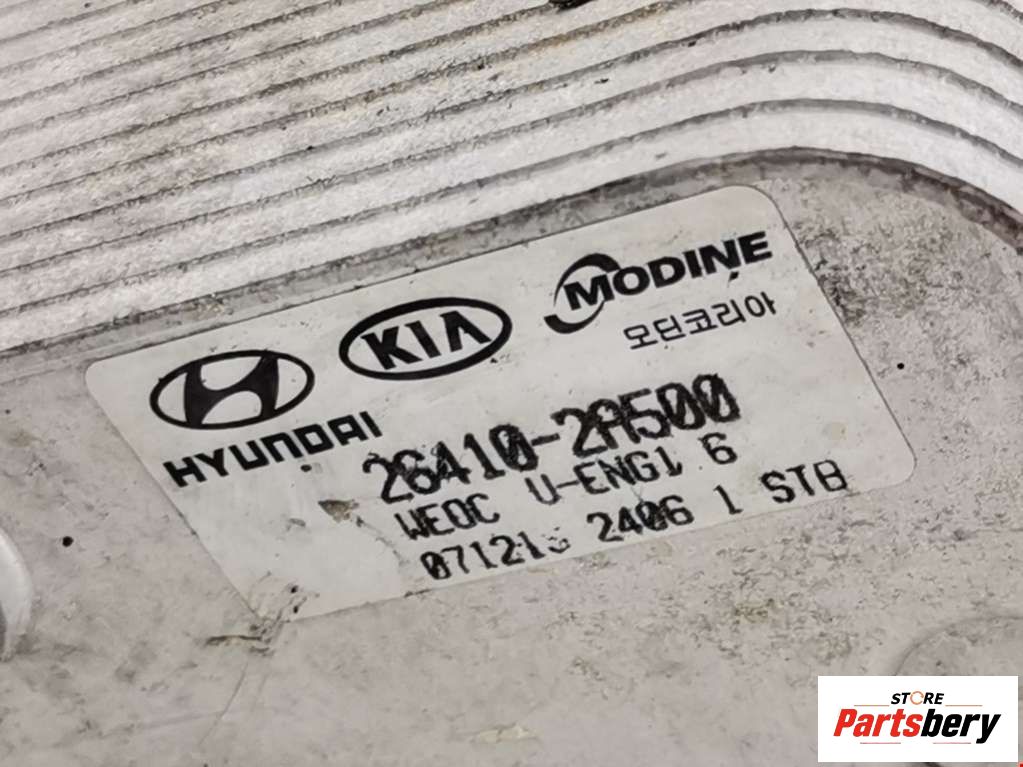 HYUNDAI
KIA
MODINE
모딘코리아
26410-2A500
WEOC U-ENG1.6
2406 1 STB
STORE
Partsbery